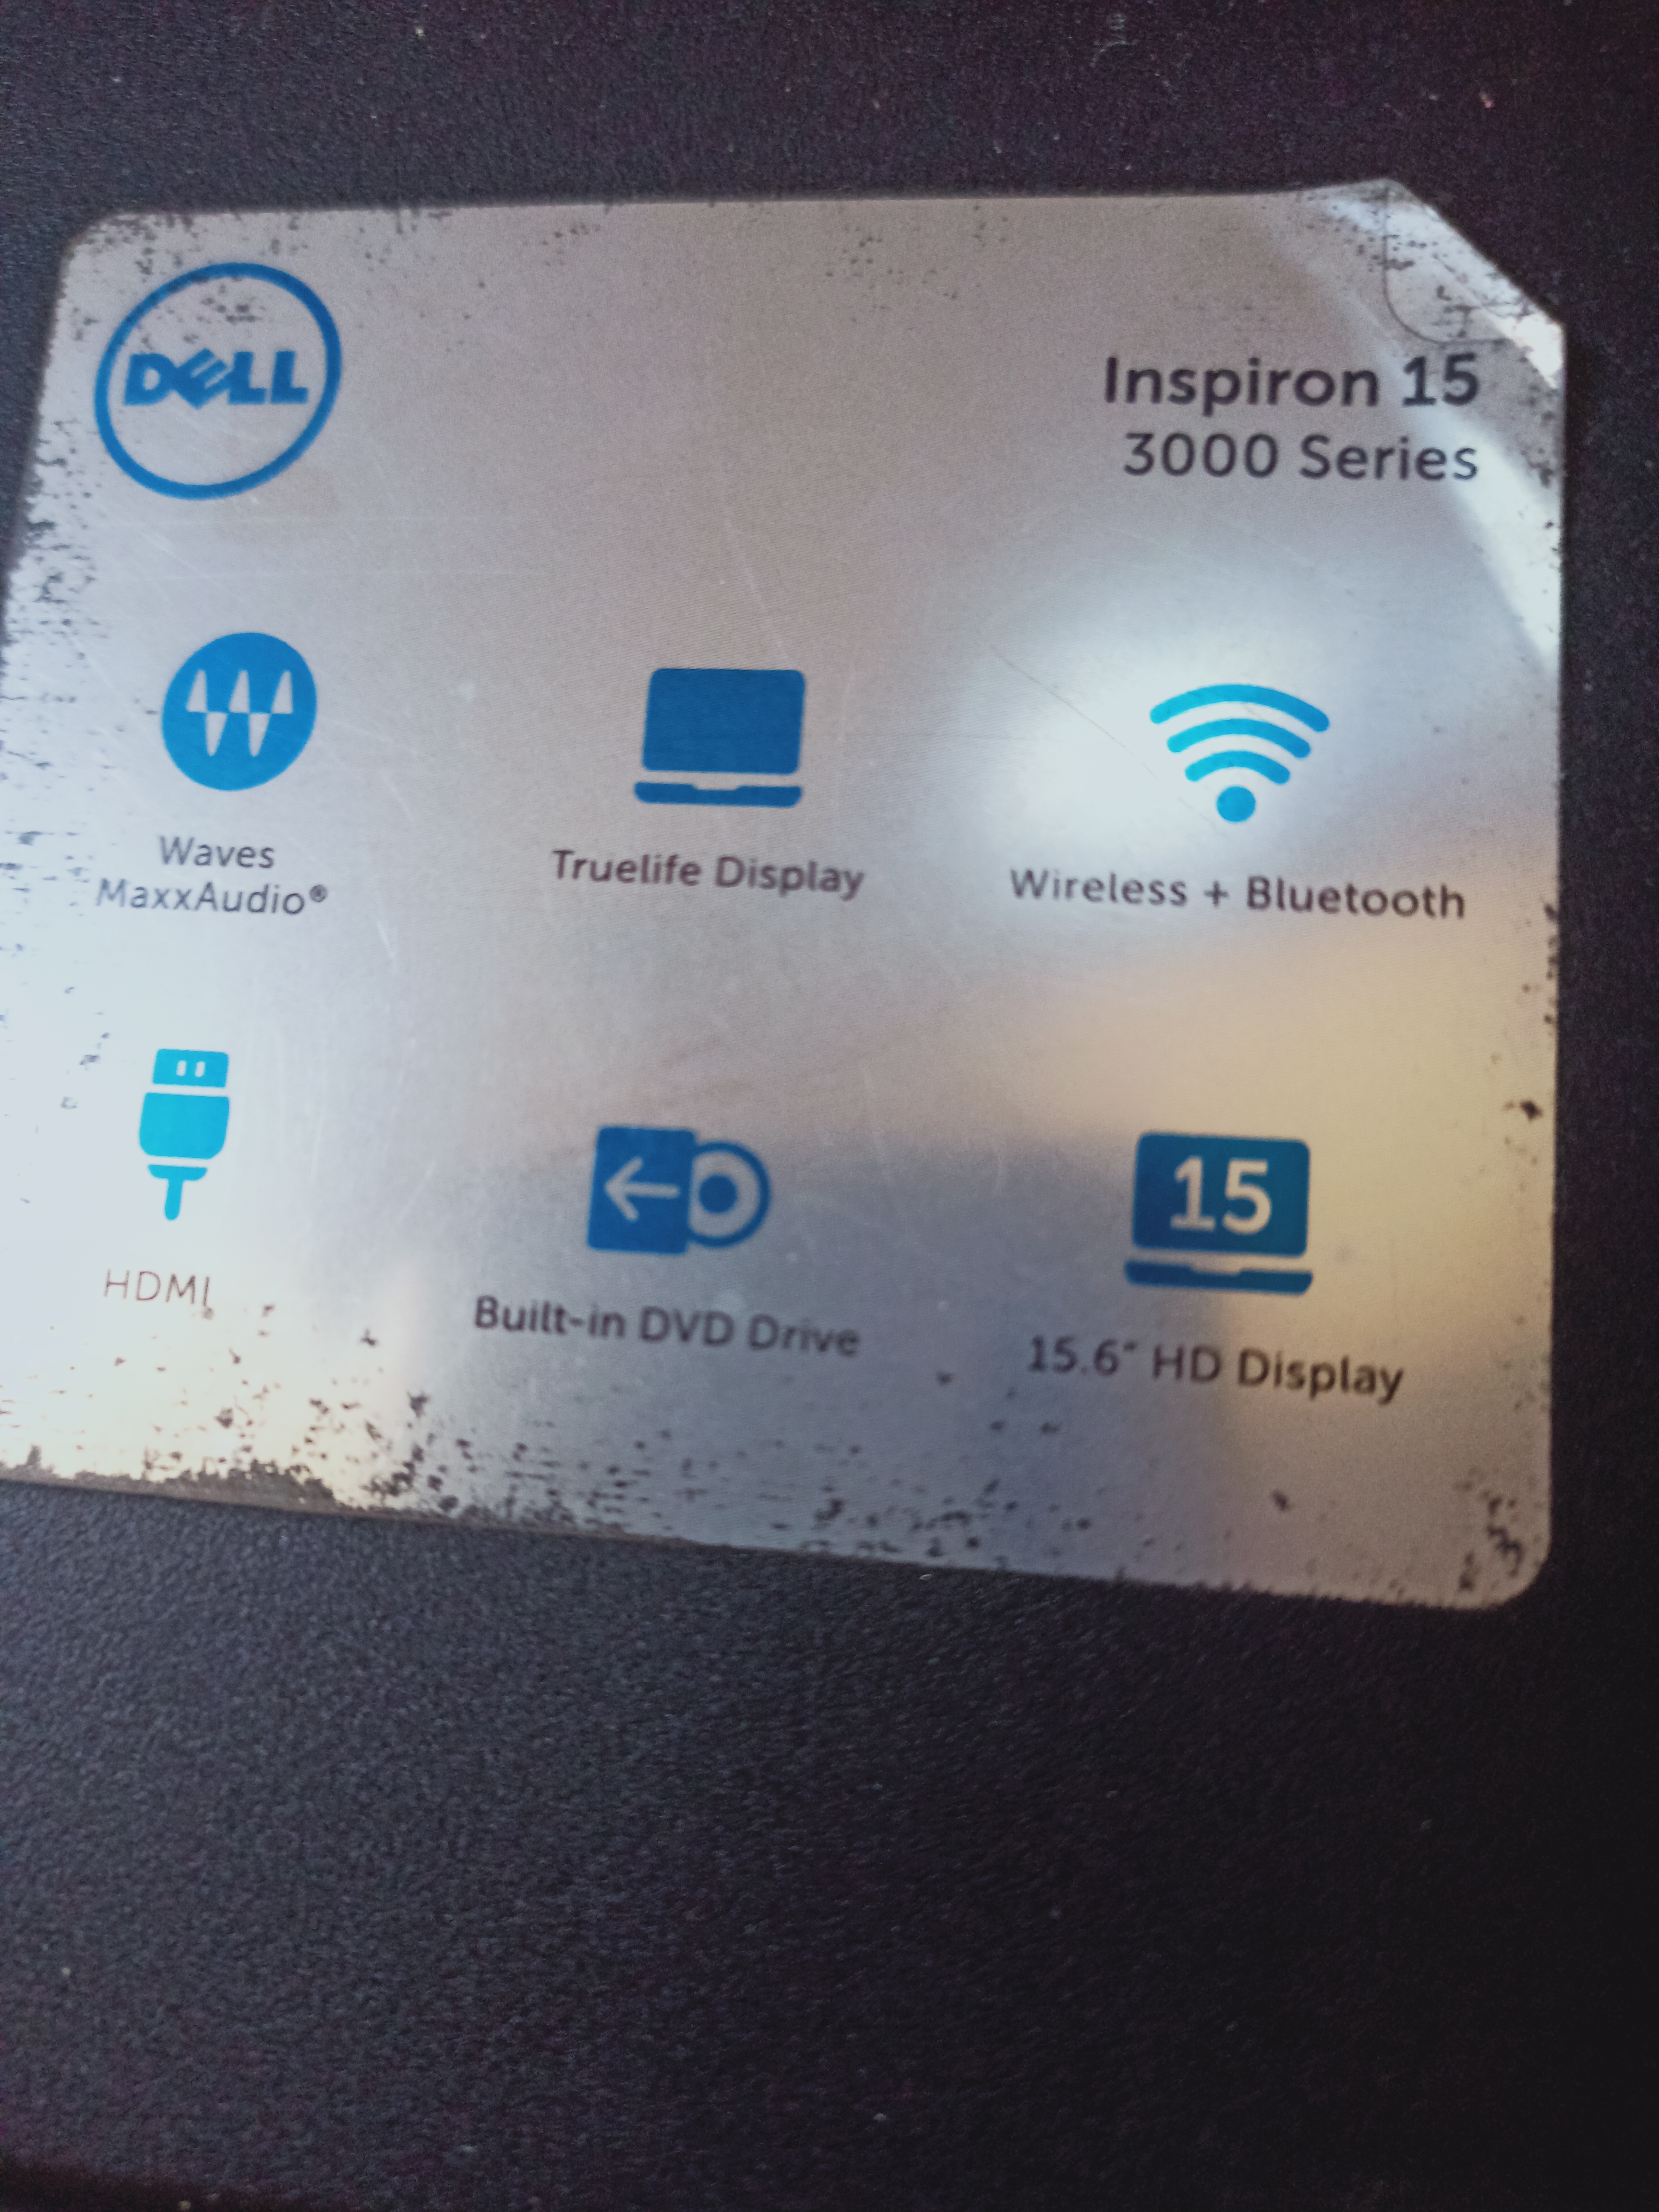 DELL
Inspiron 15
3000 Series
Waves
MaxxAudio®
Truelife Display
Wireless + Bluetooth
HDMI
Built-in DVD Drive
15
15.6" HD Display